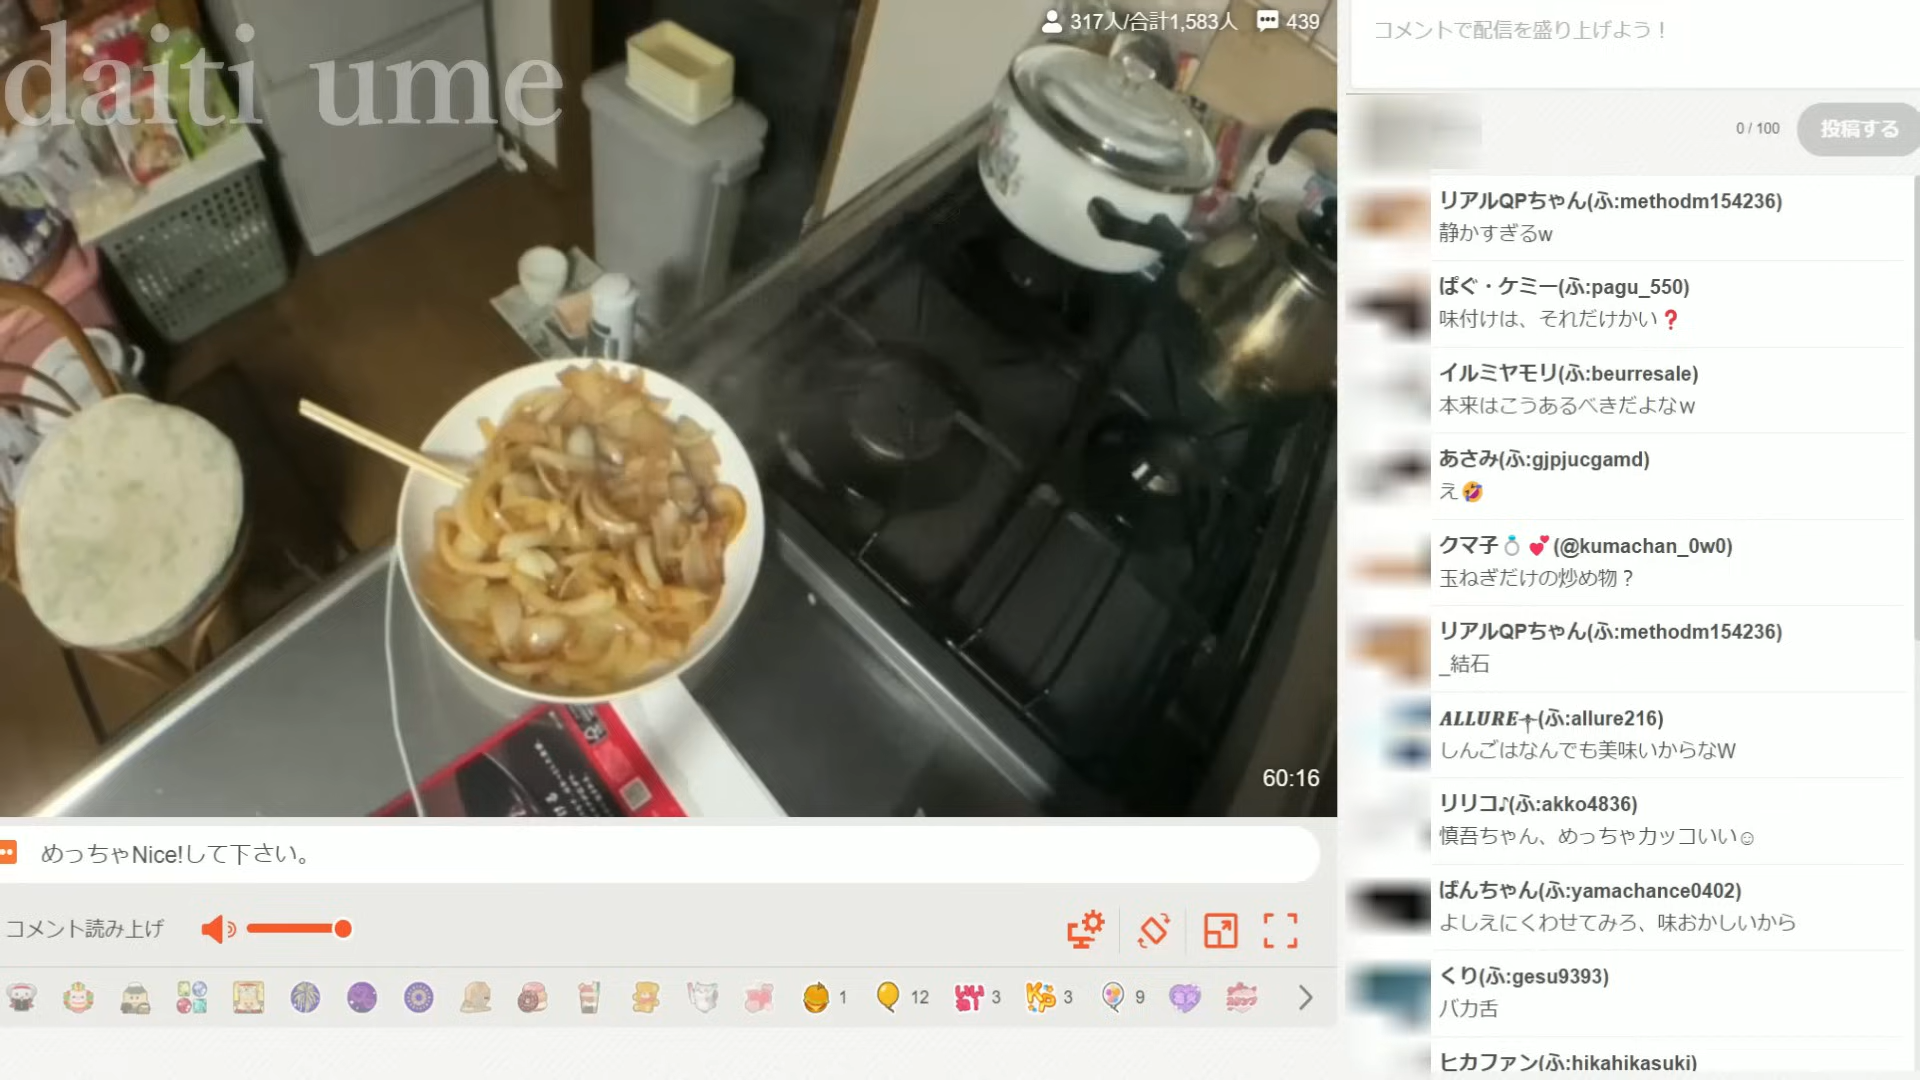 daiti ume
317人/合計1,583人 439
60:16
めっちゃNice!して下さい。
コメント読み上げ
1 12 3 3 9
コメントで配信を盛り上げよう！
0 / 100 投稿する
リアルQPちゃん(ふ:methodm154236)
静かすぎるw
ぱぐ・ケミー(ふ:pagu_550)
味付けは、それだけかい❓
イルミヤモリ(ふ:beurresale)
本来はこうあるべきだよなｗ
あさみ(ふ:gjpjucgamd)
え🤣
クマ子💍💕(@kumachan_0w0)
玉ねぎだけの炒め物？
リアルQPちゃん(ふ:methodm154236)
_結石
𝑨𝑳𝑳𝑼𝑹𝑬⚚(ふ:allure216)
しんごはなんでも美味いからなW
リリコ♪(ふ:akko4836)
慎吾ちゃん、めっちゃカッコいい☺
ばんちゃん(ふ:yamachance0402)
よしえにくわせてみろ、味おかしいから
くり(ふ:gesu9393)
バカ舌
ヒカファン(ふ:hikahikasuki)